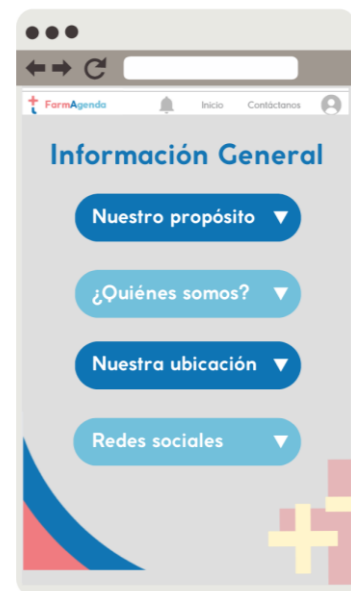 FarmAgenda
Inicio
Contáctanos
Información General
Nuestro propósito
¿Quiénes somos?
Nuestra ubicación
Redes sociales